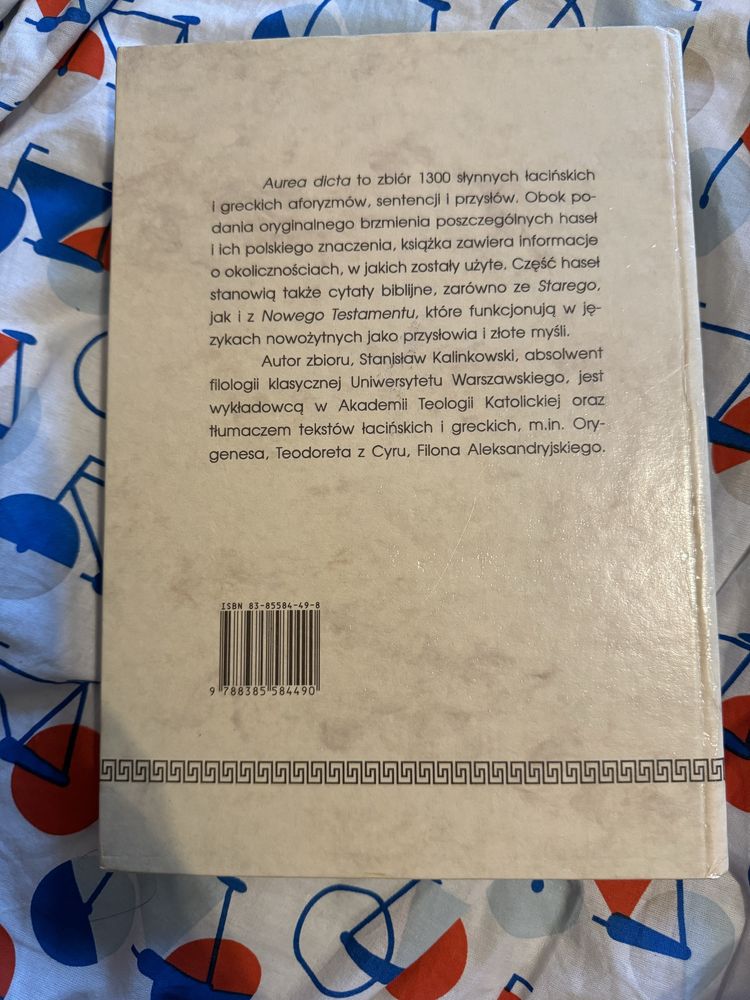 Aurea dicta to zbiór 1300 słynnych łacińskich
i greckich aforyzmów, sentencji i przysłów. Obok po-
dania oryginalnego brzmienia poszczególnych haseł
i ich polskiego znaczenia, książka zawiera informacje
o okolicznościach, w jakich zostały użyte. Część haseł
stanowią także cytaty biblijne, zarówno ze Starego,
jak i z Nowego Testamentu, które funkcjonują w ję-
zykach nowożytnych jako przysłowia i złote myśli.
Autor zbioru, Stanisław Kalinkowski, absolwent
filologii klasycznej Uniwersytetu Warszawskiego, jest
wykładowcą w Akademii Teologii Katolickiej oraz
tłumaczem tekstów łacińskich i greckich, m.in. Ory-
genesa, Teodoreta z Cyru, Filona Aleksandryjskiego.
ISBN 83-85584-49-8
9 788385 584490